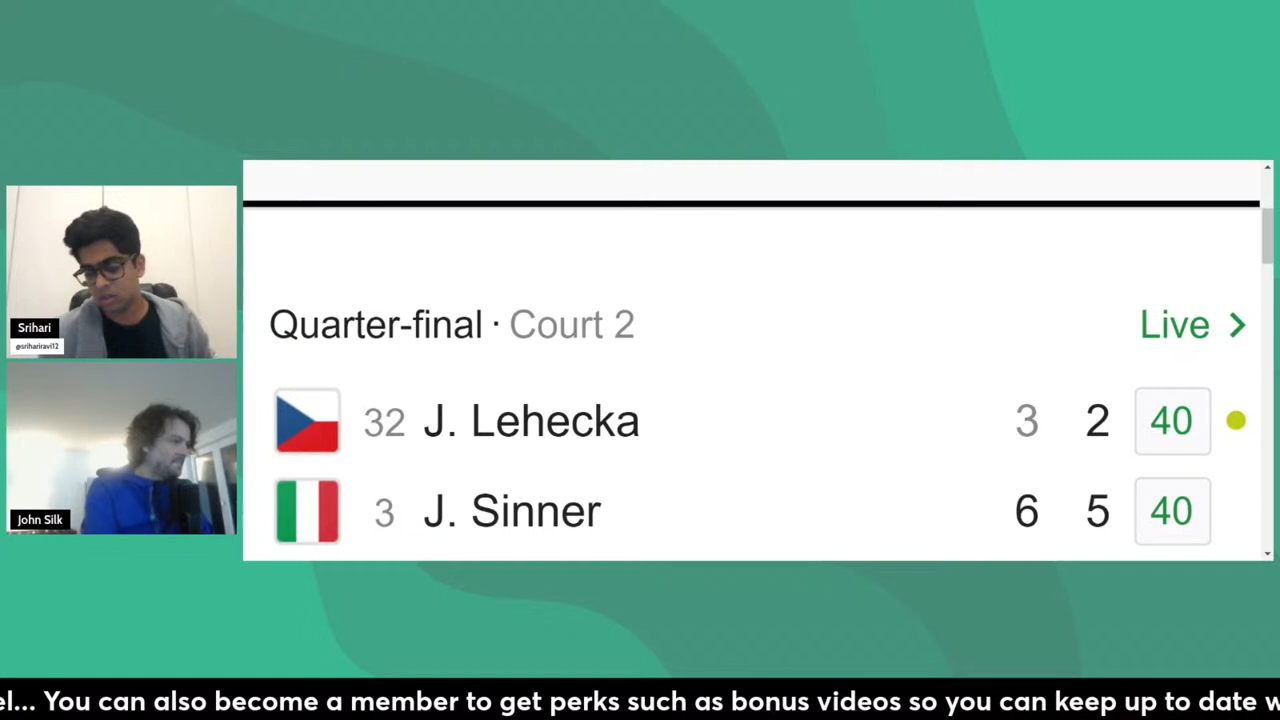 Srihari
@srihariravi12
John Silk
Quarter-final · Court 2
Live >
32 J. Lehecka 3 2 40
3 J. Sinner 6 5 40
el... You can also become a member to get perks such as bonus videos so you can keep up to date w